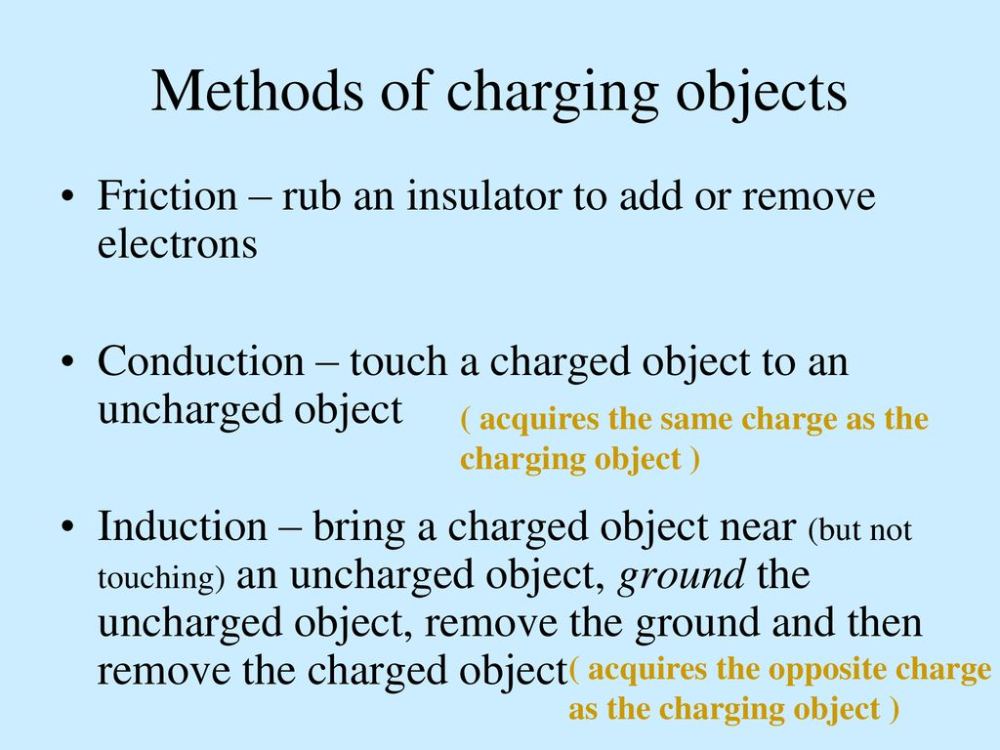 Methods of charging objects
• Friction – rub an insulator to add or remove
electrons
• Conduction – touch a charged object to an
uncharged object
( acquires the same charge as the
charging object )
• Induction – bring a charged object near (but not
touching) an uncharged object, ground the
uncharged object, remove the ground and then
remove the charged object
( acquires the opposite charge
as the charging object )